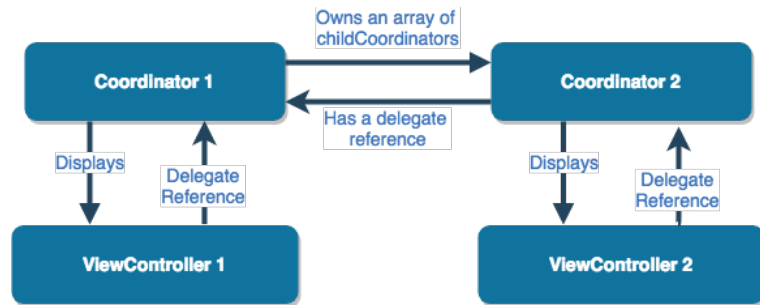 Owns an array of
childCoordinators
Coordinator 1
Coordinator 2
Has a delegate
reference
Displays
Delegate
Reference
Displays
Delegate
Reference
ViewController 1
ViewController 2